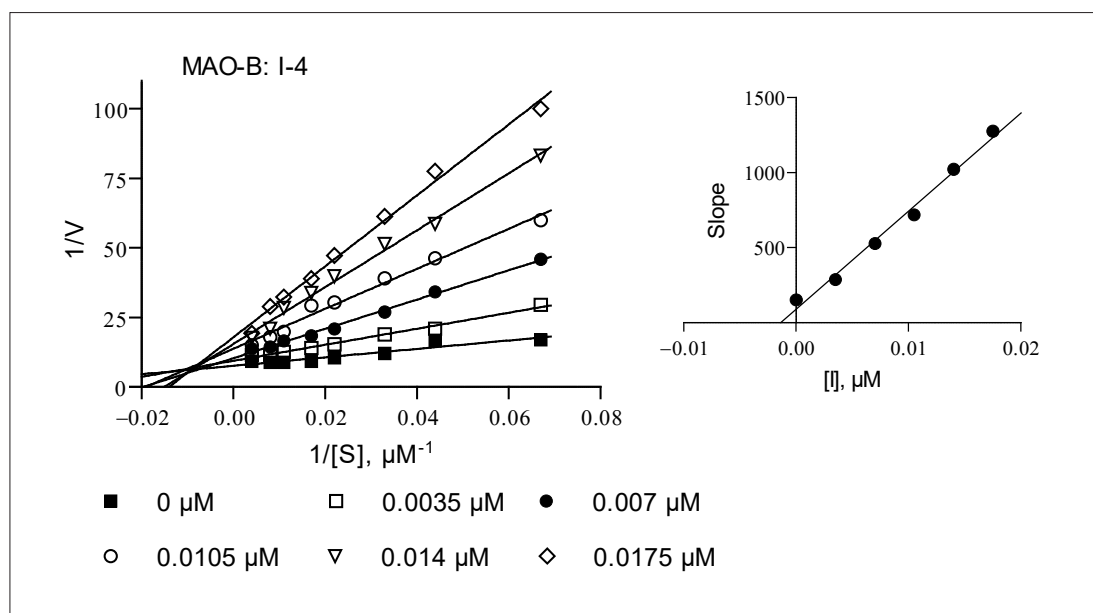 MAO-B: I-4
100
75
50
25
0
1/V
−0.02 0.00 0.02 0.04 0.06 0.08
1/[S], µM-1
1500
1000
500
Slope
−0.01 0.00 0.01 0.02
[I], µM
0 µM 0.0035 µM 0.007 µM
0.0105 µM 0.014 µM 0.0175 µM